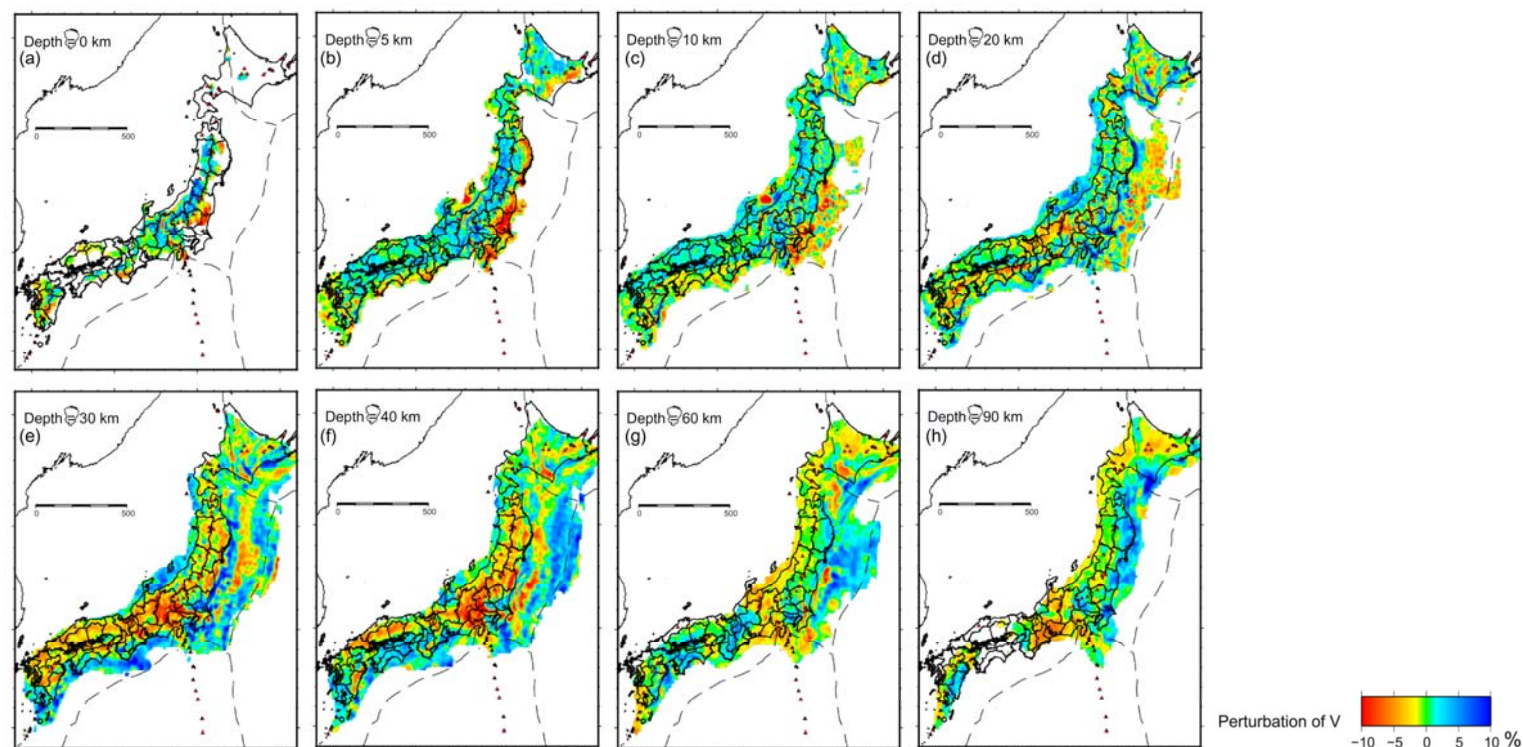 Depth 0 km
(a)
0 500
Depth 5 km
(b)
0 500
Depth 10 km
(c)
0 500
Depth 20 km
(d)
0 500
Depth 30 km
(e)
0 500
Depth 40 km
(f)
0 500
Depth 60 km
(g)
0 500
Depth 90 km
(h)
0 500
Perturbation of V
−10 −5 0 5 10 %